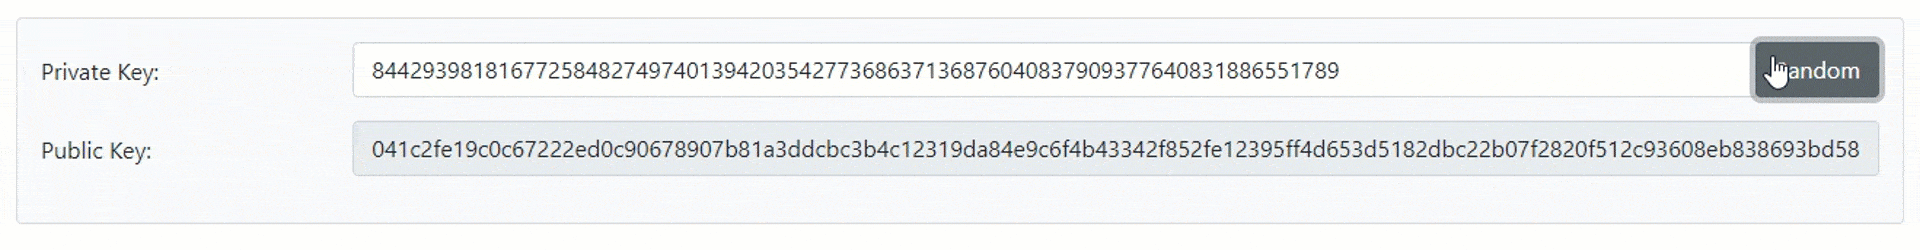 Private Key: 84429398181677258482749740139420354277368637136876040837909377640831886551789 Random
Public Key: 041c2fe19c0c67222ed0c90678907b81a3ddcbc3b4c12319da84e9c6f4b43342f852fe12395ff4d653d5182dbc22b07f2820f512c93608eb838693bd58